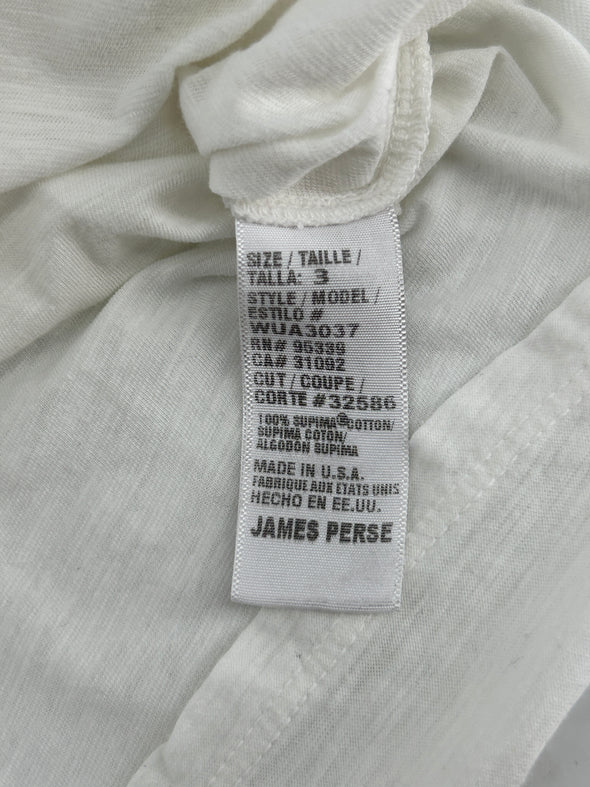 SIZE / TAILLE /
TALLA: 3
STYLE / MODEL /
ESTILO #
WUA3037
RN# 95339
CA# 31092
CUT / COUPE /
CORTE #32586
100% SUPIMA® COTTON/
SUPIMA COTON/
ALGODÓN SUPIMA
MADE IN U.S.A.
FABRIQUE AUX ETATS UNIS
HECHO EN EE.UU.
JAMES PERSE